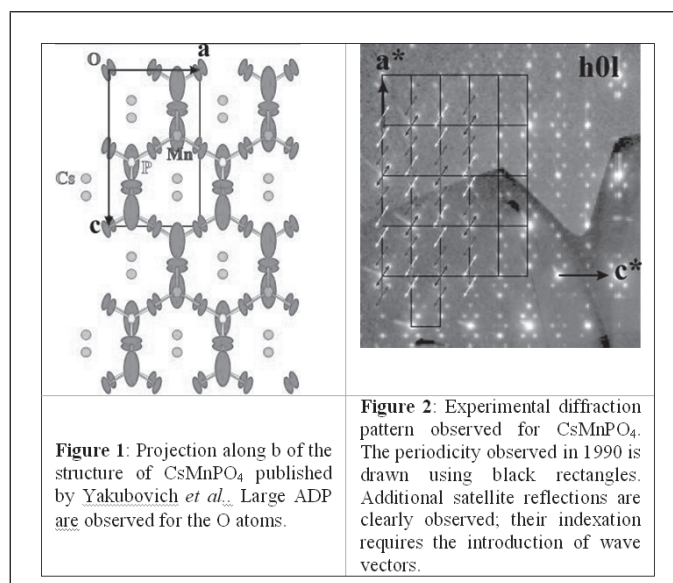 O a
Cs P Mn
c
a* h0l
c*
Figure 1: Projection along b of the
structure of CsMnPO4 published
by Yakubovich et al.. Large ADP
are observed for the O atoms.
Figure 2: Experimental diffraction
pattern observed for CsMnPO4.
The periodicity observed in 1990 is
drawn using black rectangles.
Additional satellite reflections are
clearly observed; their indexation
requires the introduction of wave
vectors.